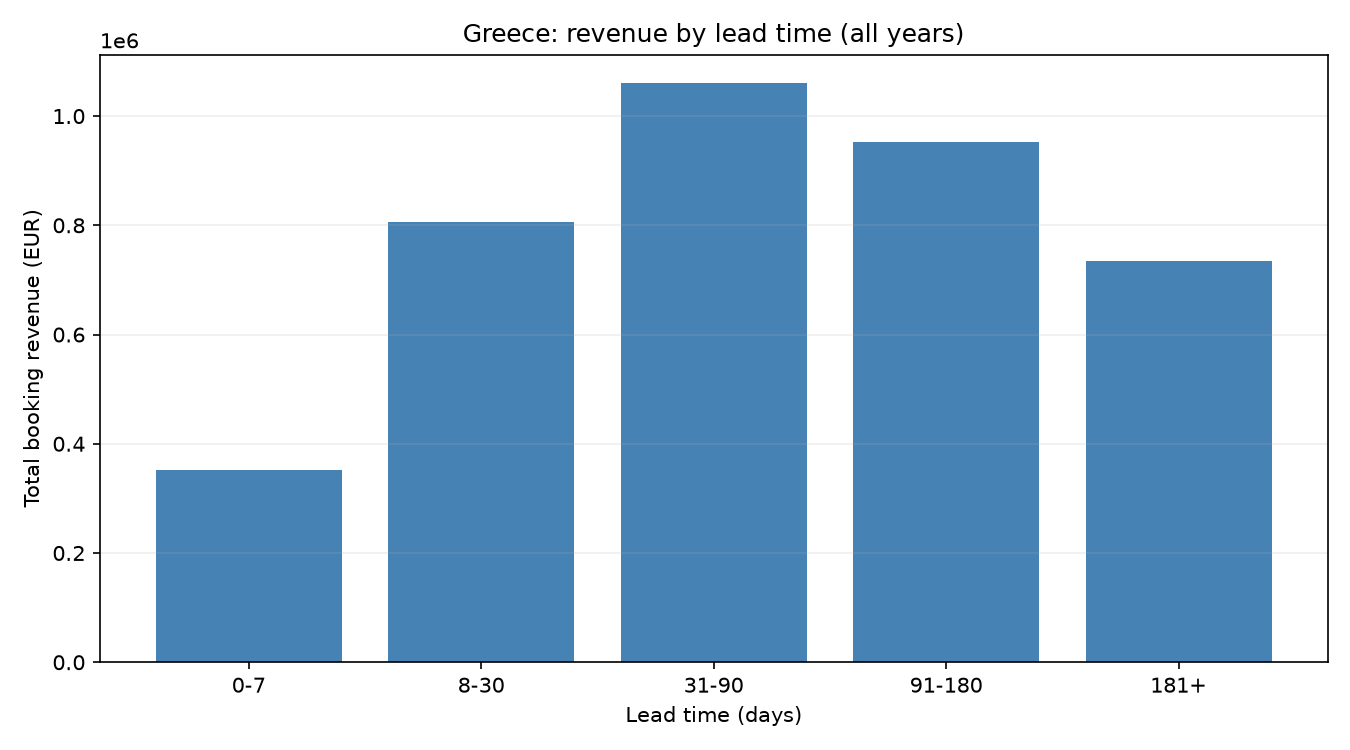 Greece: revenue by lead time (all years)
1e6
Total booking revenue (EUR)
1.0
0.8
0.6
0.4
0.2
0.0
0-7
8-30
31-90
91-180
181+
Lead time (days)